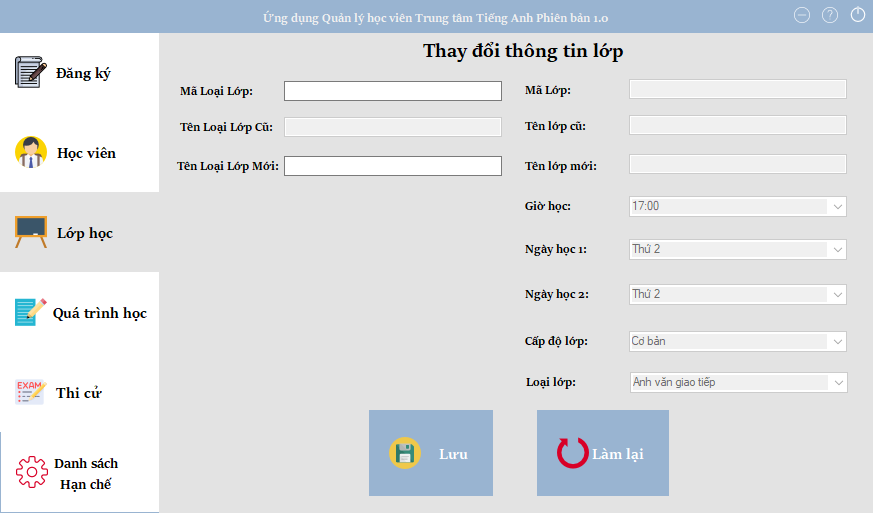 Ứng dụng Quản lý học viên Trung tâm Tiếng Anh Phiên bản 1.0
?
Đăng ký
Học viên
Lớp học
Quá trình học
EXAM
Thi cử
Danh sách
Hạn chế
Thay đổi thông tin lớp
Mã Loại Lớp:
Tên Loại Lớp Cũ:
Tên Loại Lớp Mới:
Mã Lớp:
Tên lớp cũ:
Tên lớp mới:
Giờ học: 17:00
Ngày học 1: Thứ 2
Ngày học 2: Thứ 2
Cấp độ lớp: Cơ bản
Loại lớp: Anh văn giao tiếp
Lưu
Làm lại